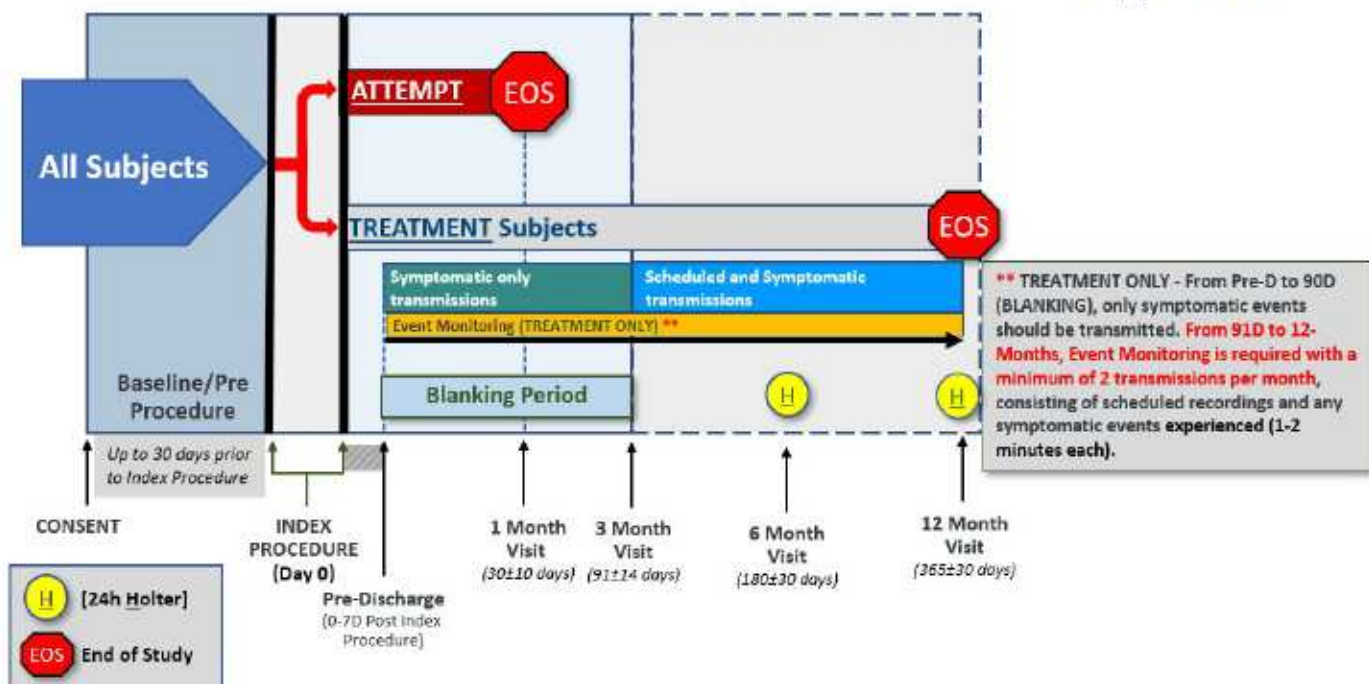 All Subjects
ATTEMPT
EOS
TREATMENT Subjects
EOS
Symptomatic only
transmissions
Scheduled and Symptomatic
transmissions
Event Monitoring (TREATMENT ONLY) **
Baseline/Pre
Procedure
Blanking Period
H
H
** TREATMENT ONLY - From Pre-D to 90D
(BLANKING), only symptomatic events
should be transmitted. From 91D to 12-
Months, Event Monitoring is required with a
minimum of 2 transmissions per month,
consisting of scheduled recordings and any
symptomatic events experienced (1-2
minutes each).
Up to 30 days prior
to Index Procedure
CONSENT
INDEX
PROCEDURE
(Day 0)
Pre-Discharge
(0-7D Post Index
Procedure)
1 Month
Visit
(30±10 days)
3 Month
Visit
(91±14 days)
6 Month
Visit
(180±30 days)
12 Month
Visit
(365±30 days)
H [24h Holter]
EOS End of Study